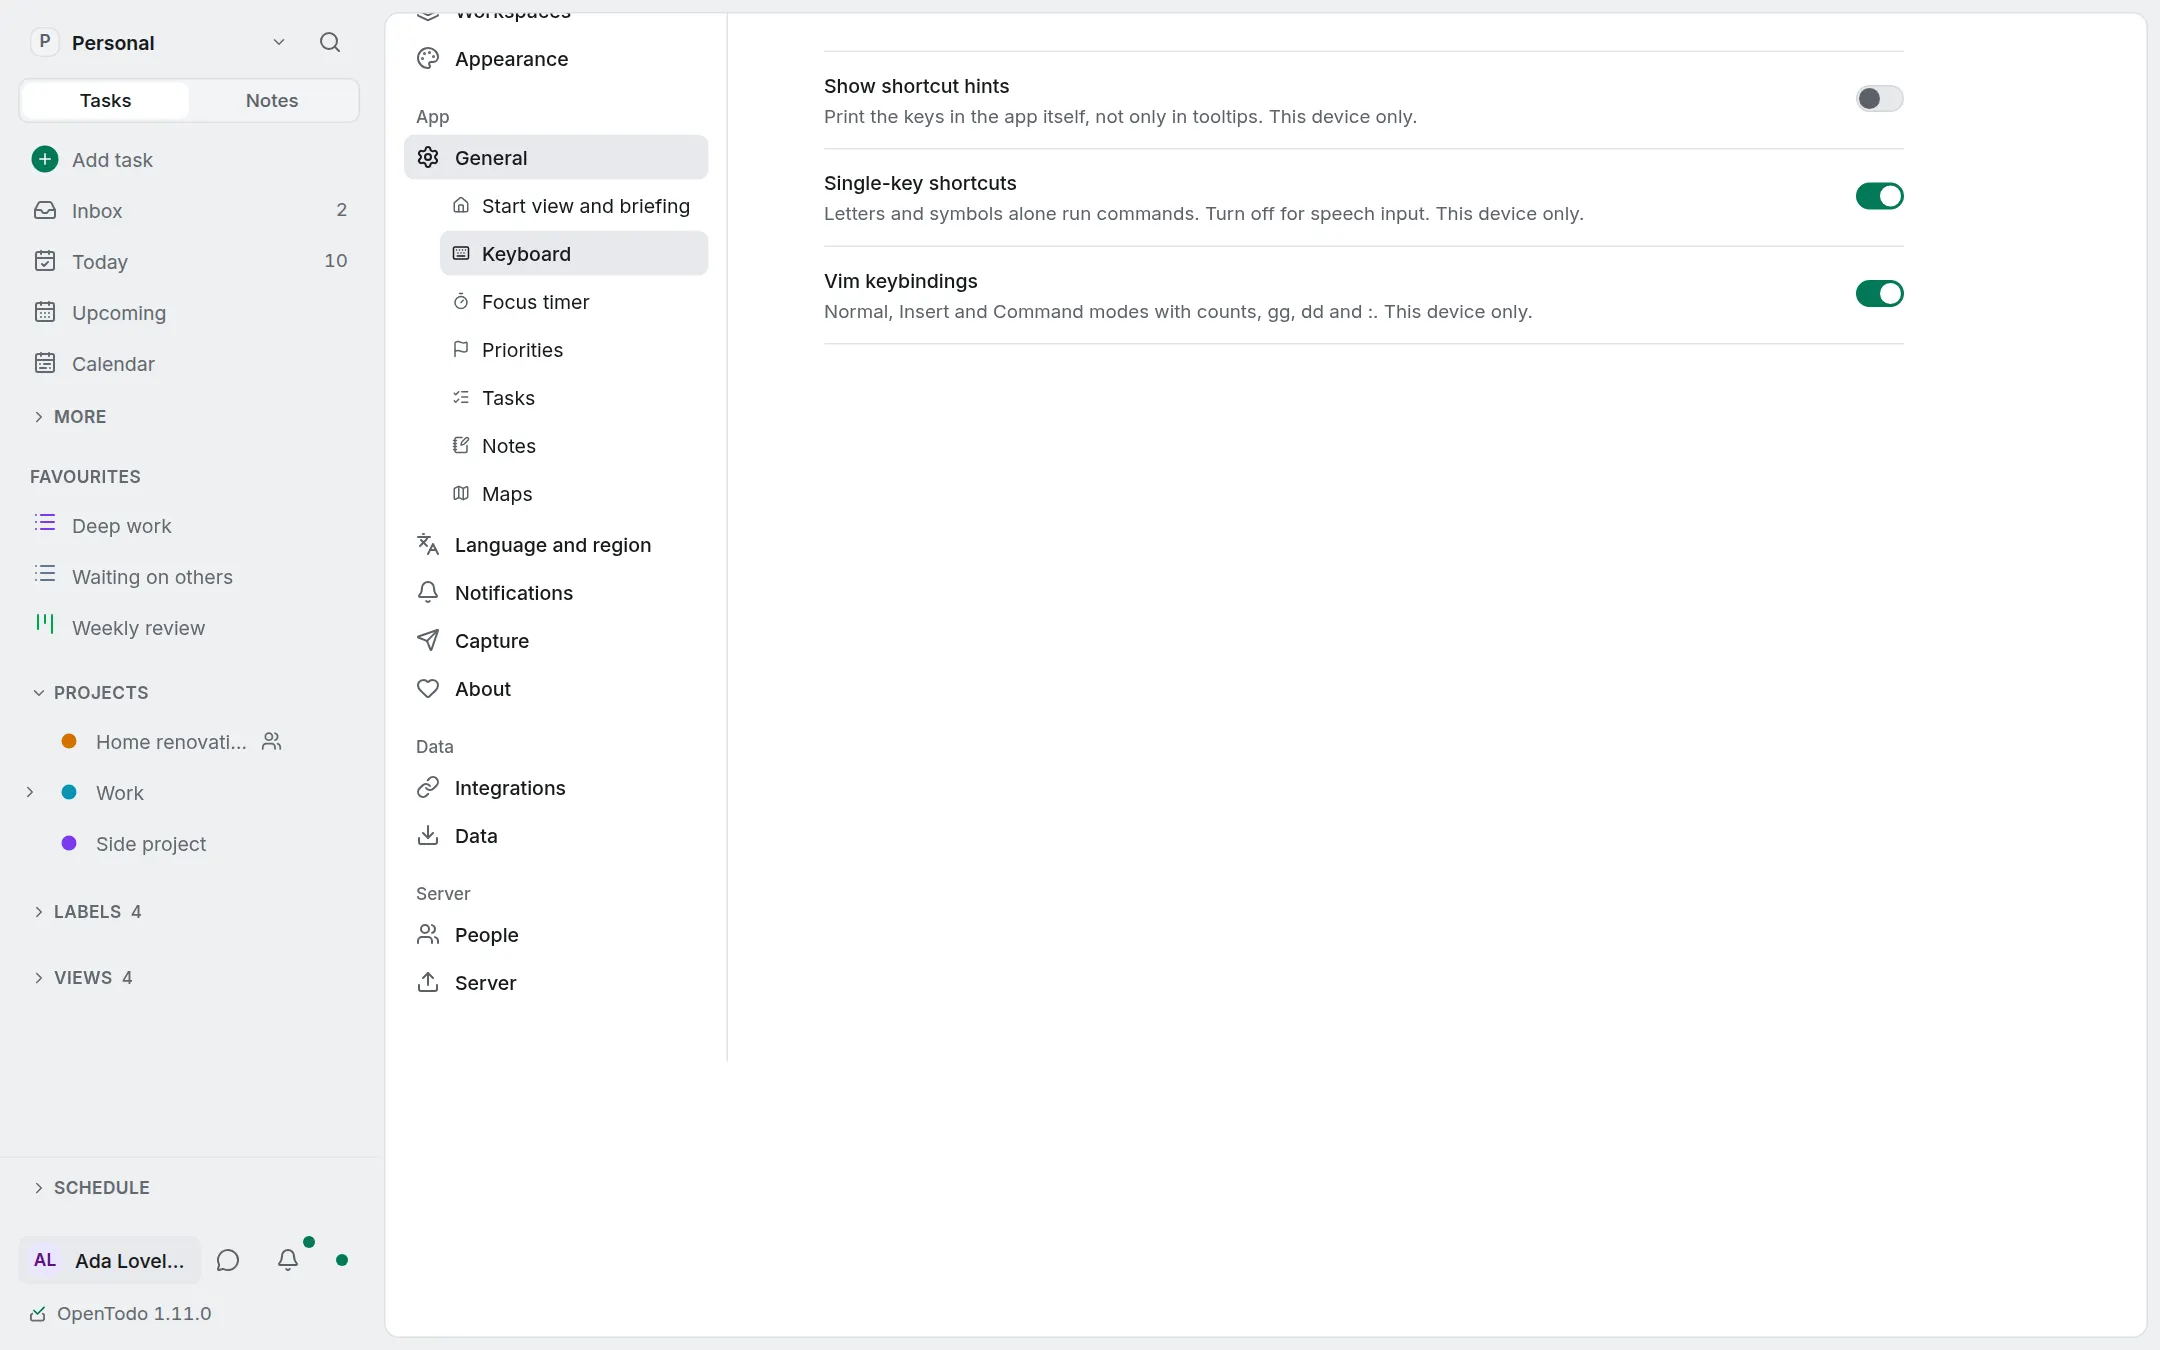 P
Personal
Tasks
Notes
Add task
Inbox
2
Today
10
Upcoming
Calendar
MORE
FAVOURITES
Deep work
Waiting on others
Weekly review
PROJECTS
Home renovati...
Work
Side project
LABELS 4
VIEWS 4
SCHEDULE
AL
Ada Lovel...
OpenTodo 1.11.0
Workspaces
Appearance
App
General
Start view and briefing
Keyboard
Focus timer
Priorities
Tasks
Notes
Maps
Language and region
Notifications
Capture
About
Data
Integrations
Data
Server
People
Server
Show shortcut hints
Print the keys in the app itself, not only in tooltips. This device only.
Single-key shortcuts
Letters and symbols alone run commands. Turn off for speech input. This device only.
Vim keybindings
Normal, Insert and Command modes with counts, gg, dd and :. This device only.